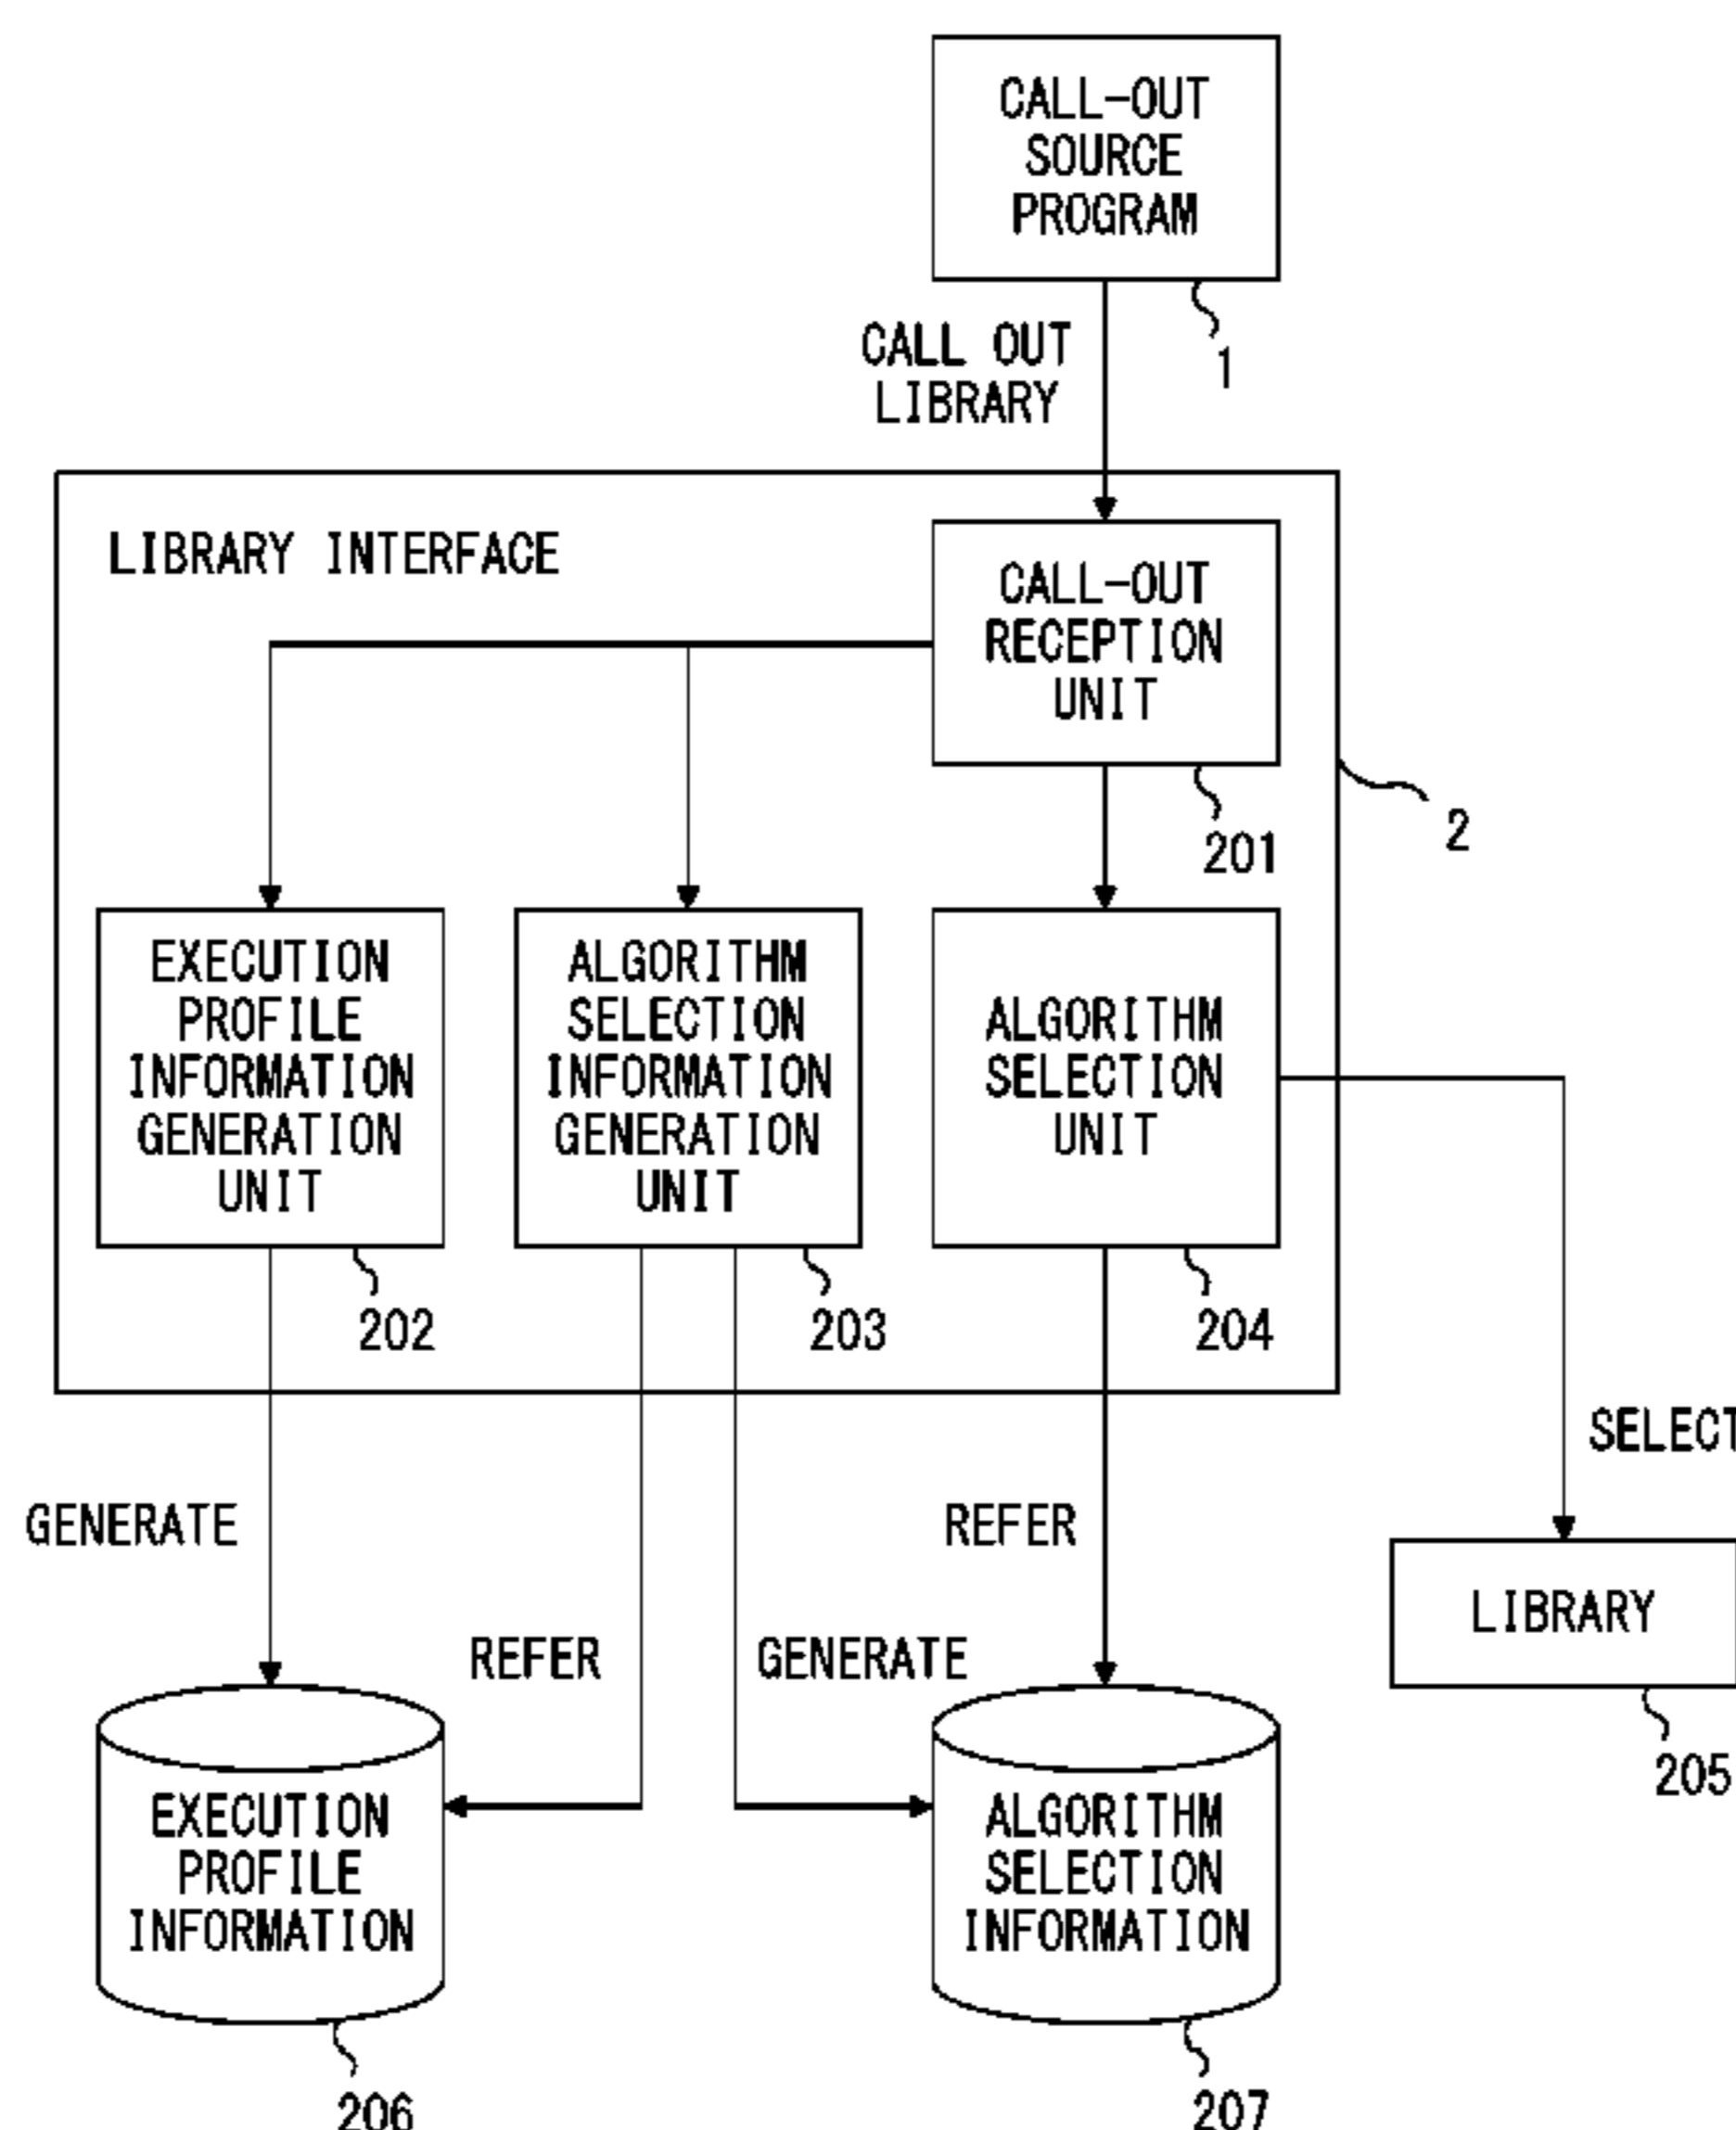 CALL-OUT
SOURCE
PROGRAM
1
CALL OUT
LIBRARY
LIBRARY INTERFACE
CALL-OUT
RECEPTION
UNIT
201
2
EXECUTION
PROFILE
INFORMATION
GENERATION
UNIT
202
ALGORITHM
SELECTION
INFORMATION
GENERATION
UNIT
203
ALGORITHM
SELECTION
UNIT
204
SELECT
GENERATE
REFER
LIBRARY
205
REFER
GENERATE
EXECUTION
PROFILE
INFORMATION
206
ALGORITHM
SELECTION
INFORMATION
207